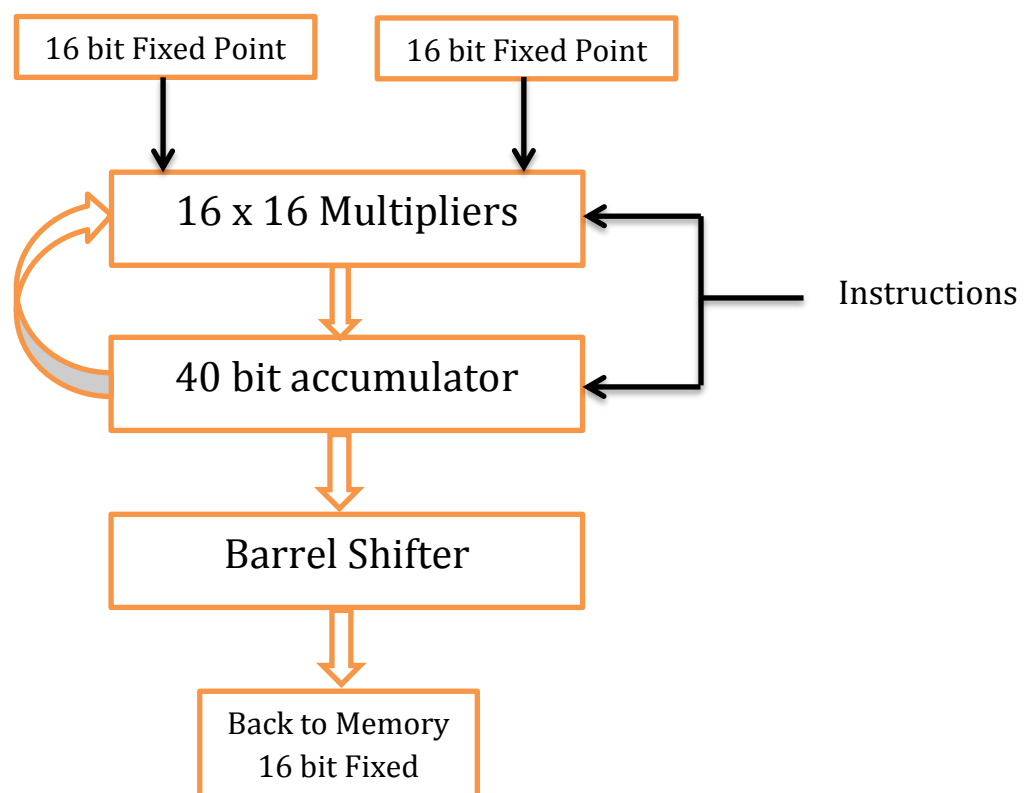 16 bit Fixed Point
16 bit Fixed Point
16 x 16 Multipliers
Instructions
40 bit accumulator
Barrel Shifter
Back to Memory
16 bit Fixed